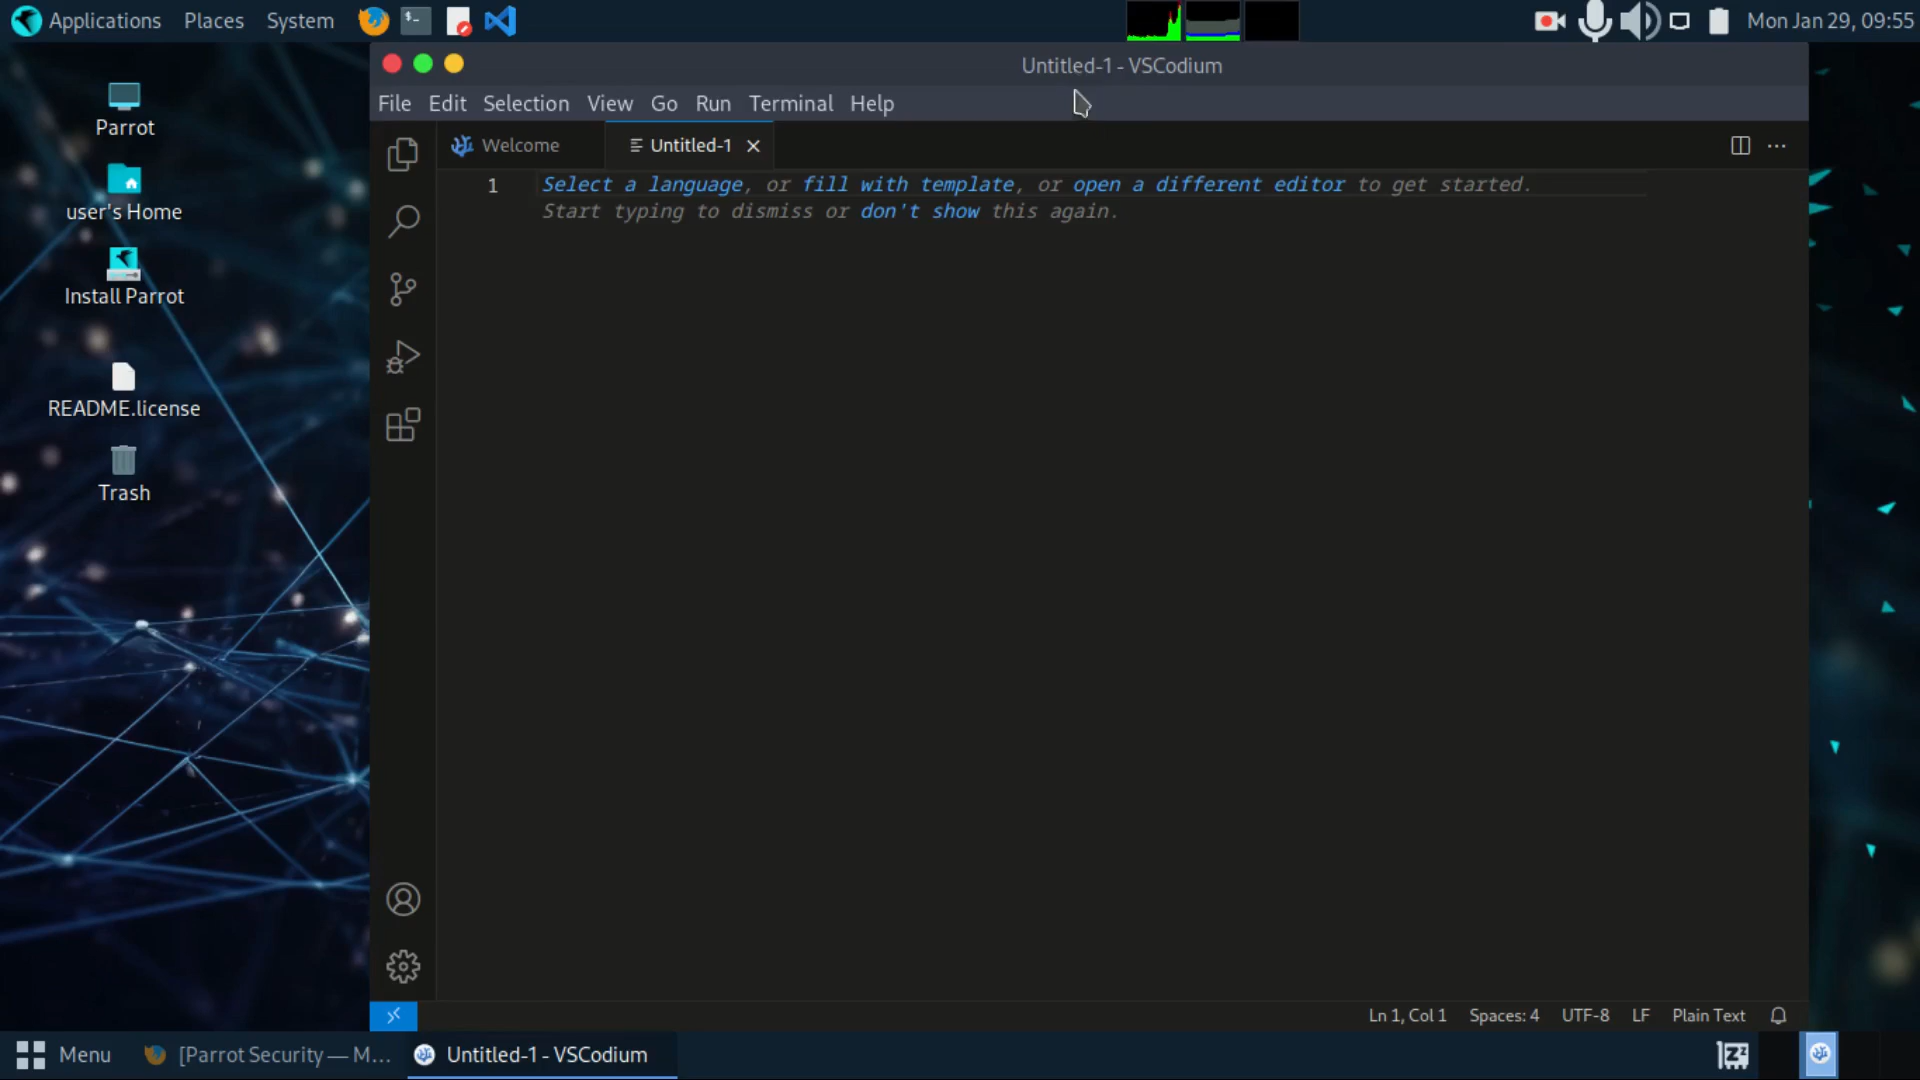 Applications Places System
Mon Jan 29, 09:55
Untitled-1 - VSCodium
File Edit Selection View Go Run Terminal Help
Parrot
Welcome
Untitled-1
1
Select a language, or fill with template, or open a different editor to get started.
Start typing to dismiss or don't show this again.
user's Home
Install Parrot
README.license
Trash
Ln 1, Col 1 Spaces: 4 UTF-8 LF Plain Text
Menu
[Parrot Security — M...
Untitled-1 - VSCodium
zz